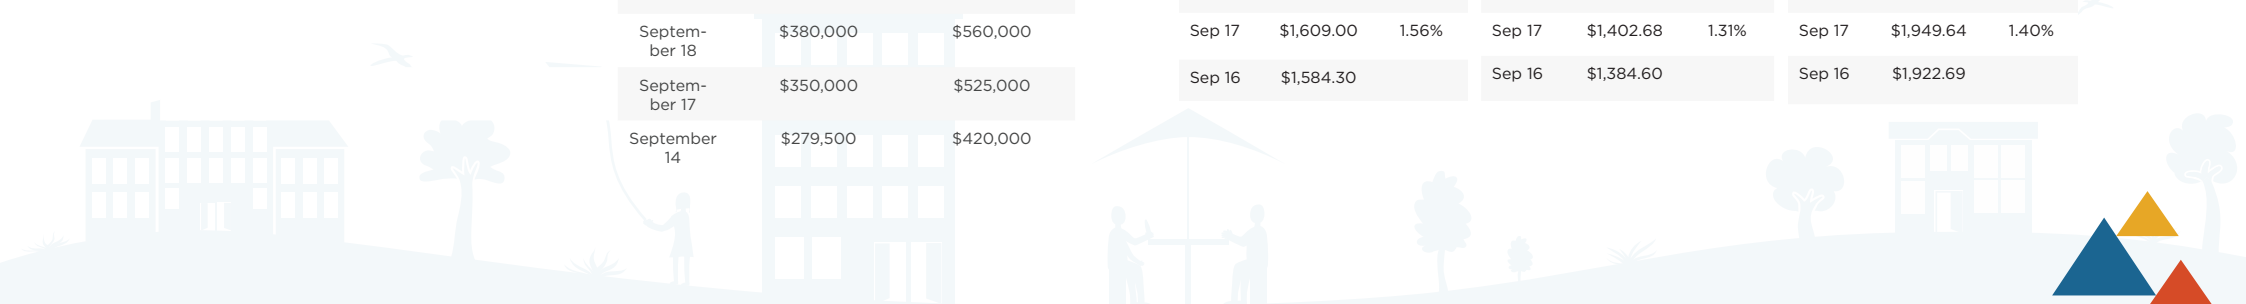 Septem-
ber 18 $380,000 $560,000
Septem-
ber 17 $350,000 $525,000
September
14 $279,500 $420,000
Sep 17 $1,609.00 1.56%
Sep 16 $1,584.30
Sep 17 $1,402.68 1.31%
Sep 16 $1,384.60
Sep 17 $1,949.64 1.40%
Sep 16 $1,922.69